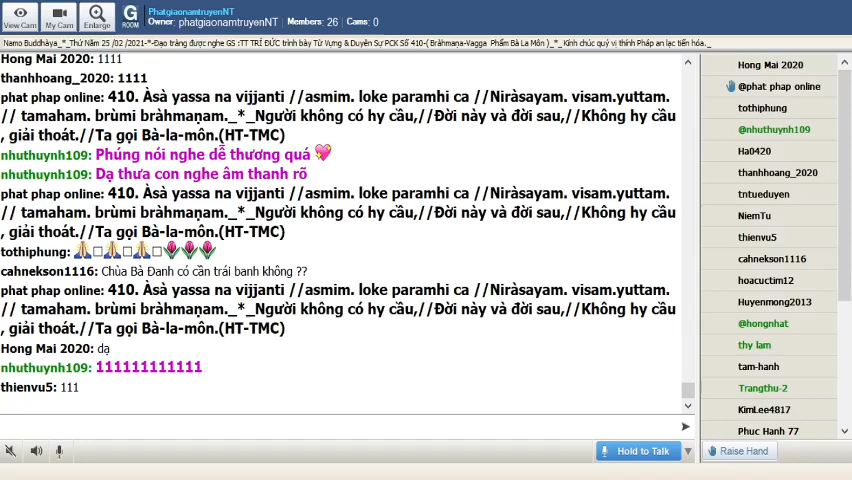 PhatgiaonamtruyenNT
Owner: phatgiaonamtruyenNT Members: 26 Cams: 0
View Cam My Cam Enlarge G ROOM
Namo Buddhàya_*_Thứ Năm 25 /02 /2021-*-Đạo tràng được nghe GS :TT TRÍ ĐỨC trình bày Từ Vựng & Duyên Sự PCK Số 410-( Bràhmaṇa-Vagga Phẩm Bà La Môn )_*_Kính chúc quý vị thính Pháp an lạc tiến hóa._
Hong Mai 2020: 1111
thanhhoang_2020: 1111
phat phap online: 410. Àsà yassa na vijjanti //asmim. loke paramhi ca //Niràsayam. visam.yuttam.
// tamaham. brùmi bràhmaṇam._*_Người không có hy cầu,//Đời này và đời sau,//Không hy cầu
, giải thoát.//Ta gọi Bà-la-môn.(HT-TMC)
nhuthuynh109: Phúng nói nghe dễ thương quá
nhuthuynh109: Dạ thưa con nghe âm thanh rõ
phat phap online: 410. Àsà yassa na vijjanti //asmim. loke paramhi ca //Niràsayam. visam.yuttam.
// tamaham. brùmi bràhmaṇam._*_Người không có hy cầu,//Đời này và đời sau,//Không hy cầu
, giải thoát.//Ta gọi Bà-la-môn.(HT-TMC)
tothiphung:
cahnekson1116: Chùa Bà Đanh có cần trái banh không ??
phat phap online: 410. Àsà yassa na vijjanti //asmim. loke paramhi ca //Niràsayam. visam.yuttam.
// tamaham. brùmi bràhmaṇam._*_Người không có hy cầu,//Đời này và đời sau,//Không hy cầu
, giải thoát.//Ta gọi Bà-la-môn.(HT-TMC)
Hong Mai 2020: dạ
nhuthuynh109: 111111111111
thienvu5: 111
Hong Mai 2020
@phat phap online
tothiphung
@nhuthuynh109
Ha0420
thanhhoang_2020
tntueduyen
NiemTu
thienvu5
cahnekson1116
hoacuctim12
Huyenmong2013
@hongnhat
thy lam
tam-hanh
Trangthu-2
KimLee4817
Phuc Hanh 77
Hold to Talk
Raise Hand